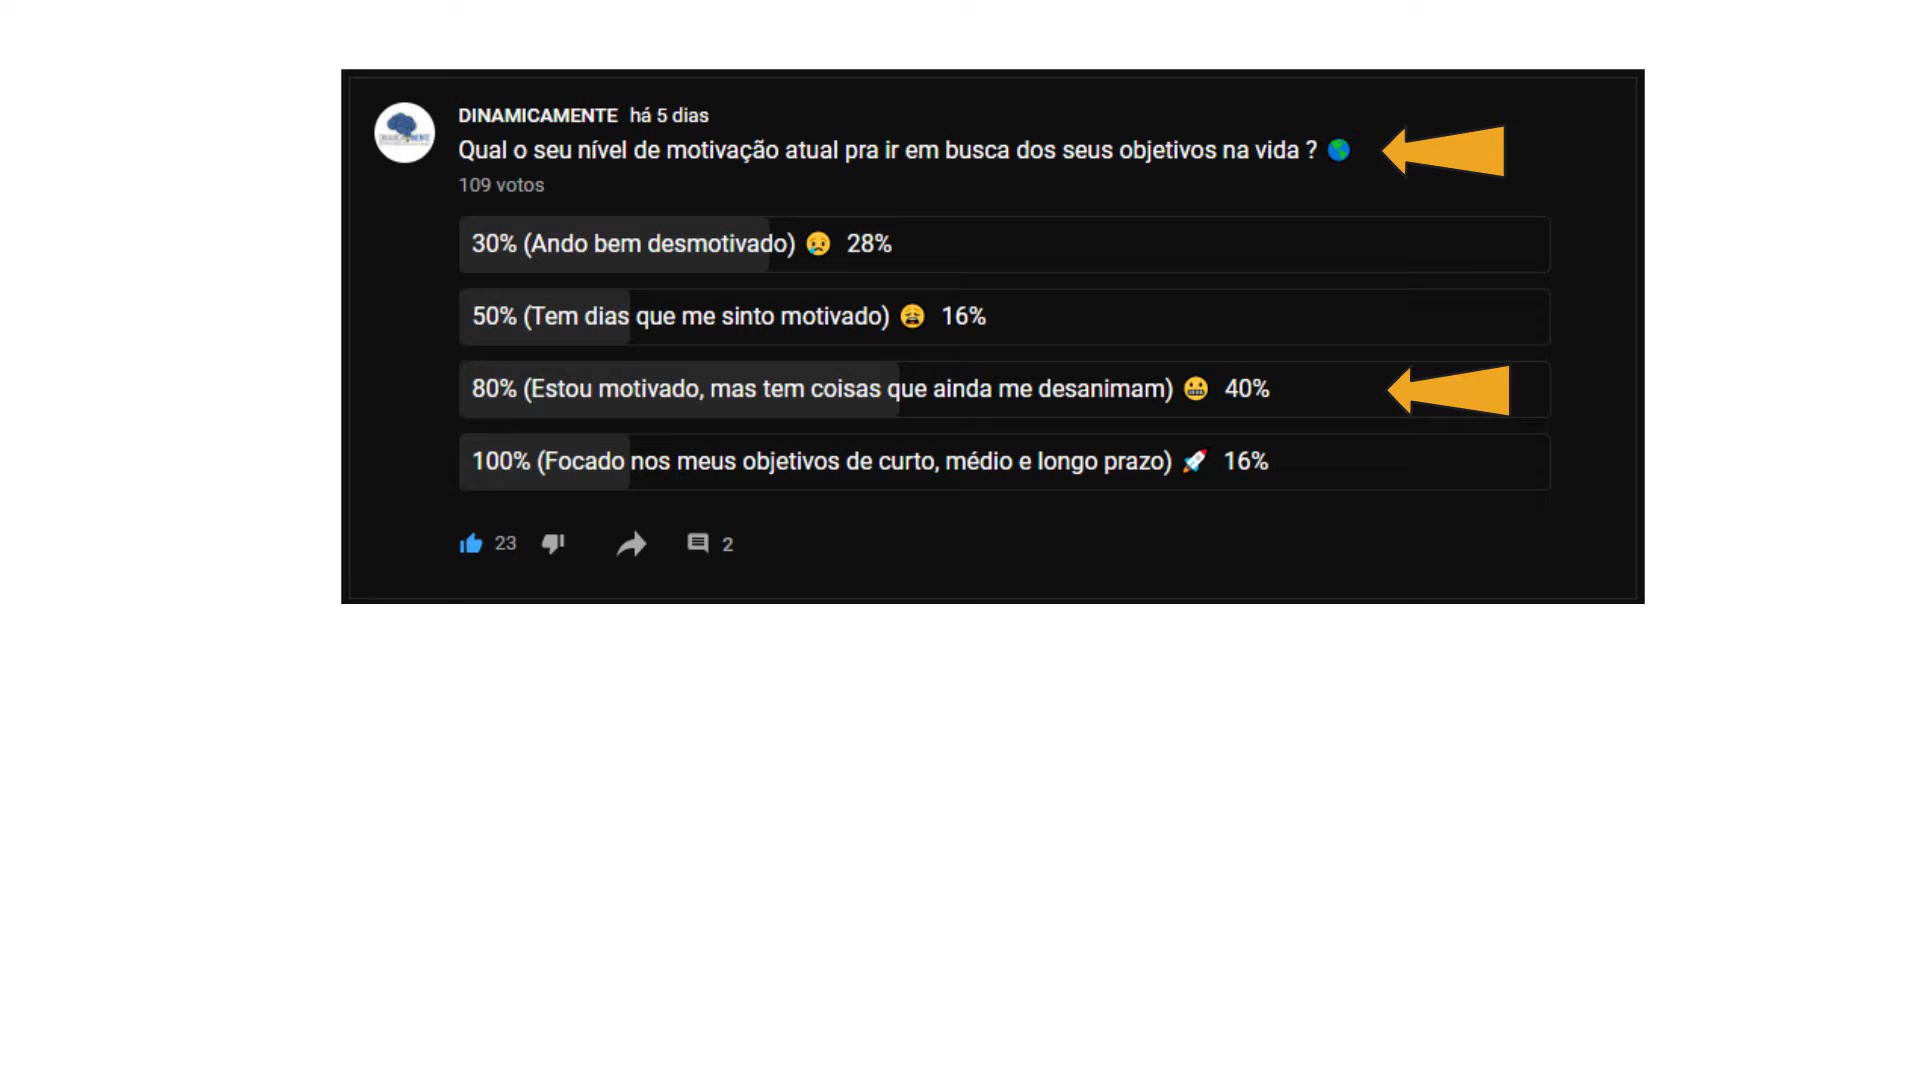 DINAMICAMENTE há 5 dias
Qual o seu nível de motivação atual pra ir em busca dos seus objetivos na vida ? 🌎
109 votos
30% (Ando bem desmotivado) 😥 28%
50% (Tem dias que me sinto motivado) 😩 16%
80% (Estou motivado, mas tem coisas que ainda me desanimam) 😬 40%
100% (Focado nos meus objetivos de curto, médio e longo prazo) 🚀 16%
23 2